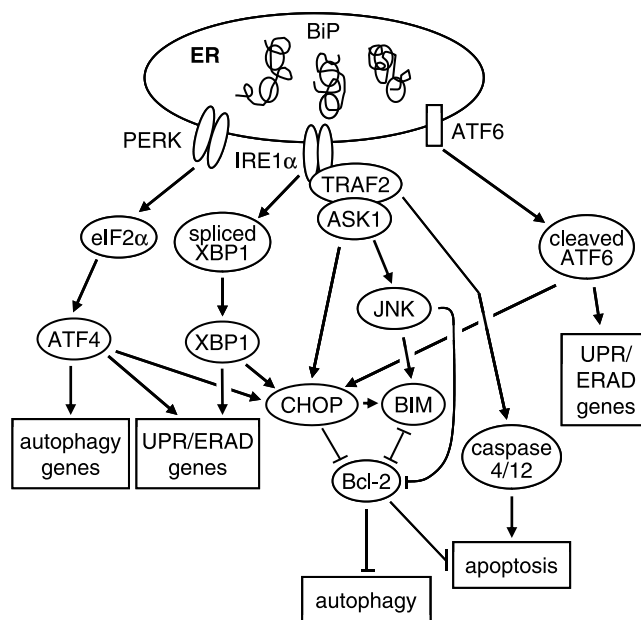 BiP
ER
PERK
IRE1α
ATF6
TRAF2
ASK1
eIF2α
spliced
XBP1
cleaved
ATF6
JNK
ATF4
XBP1
UPR/
ERAD
genes
CHOP
BIM
autophagy
genes
UPR/ERAD
genes
caspase
4/12
Bcl-2
apoptosis
autophagy